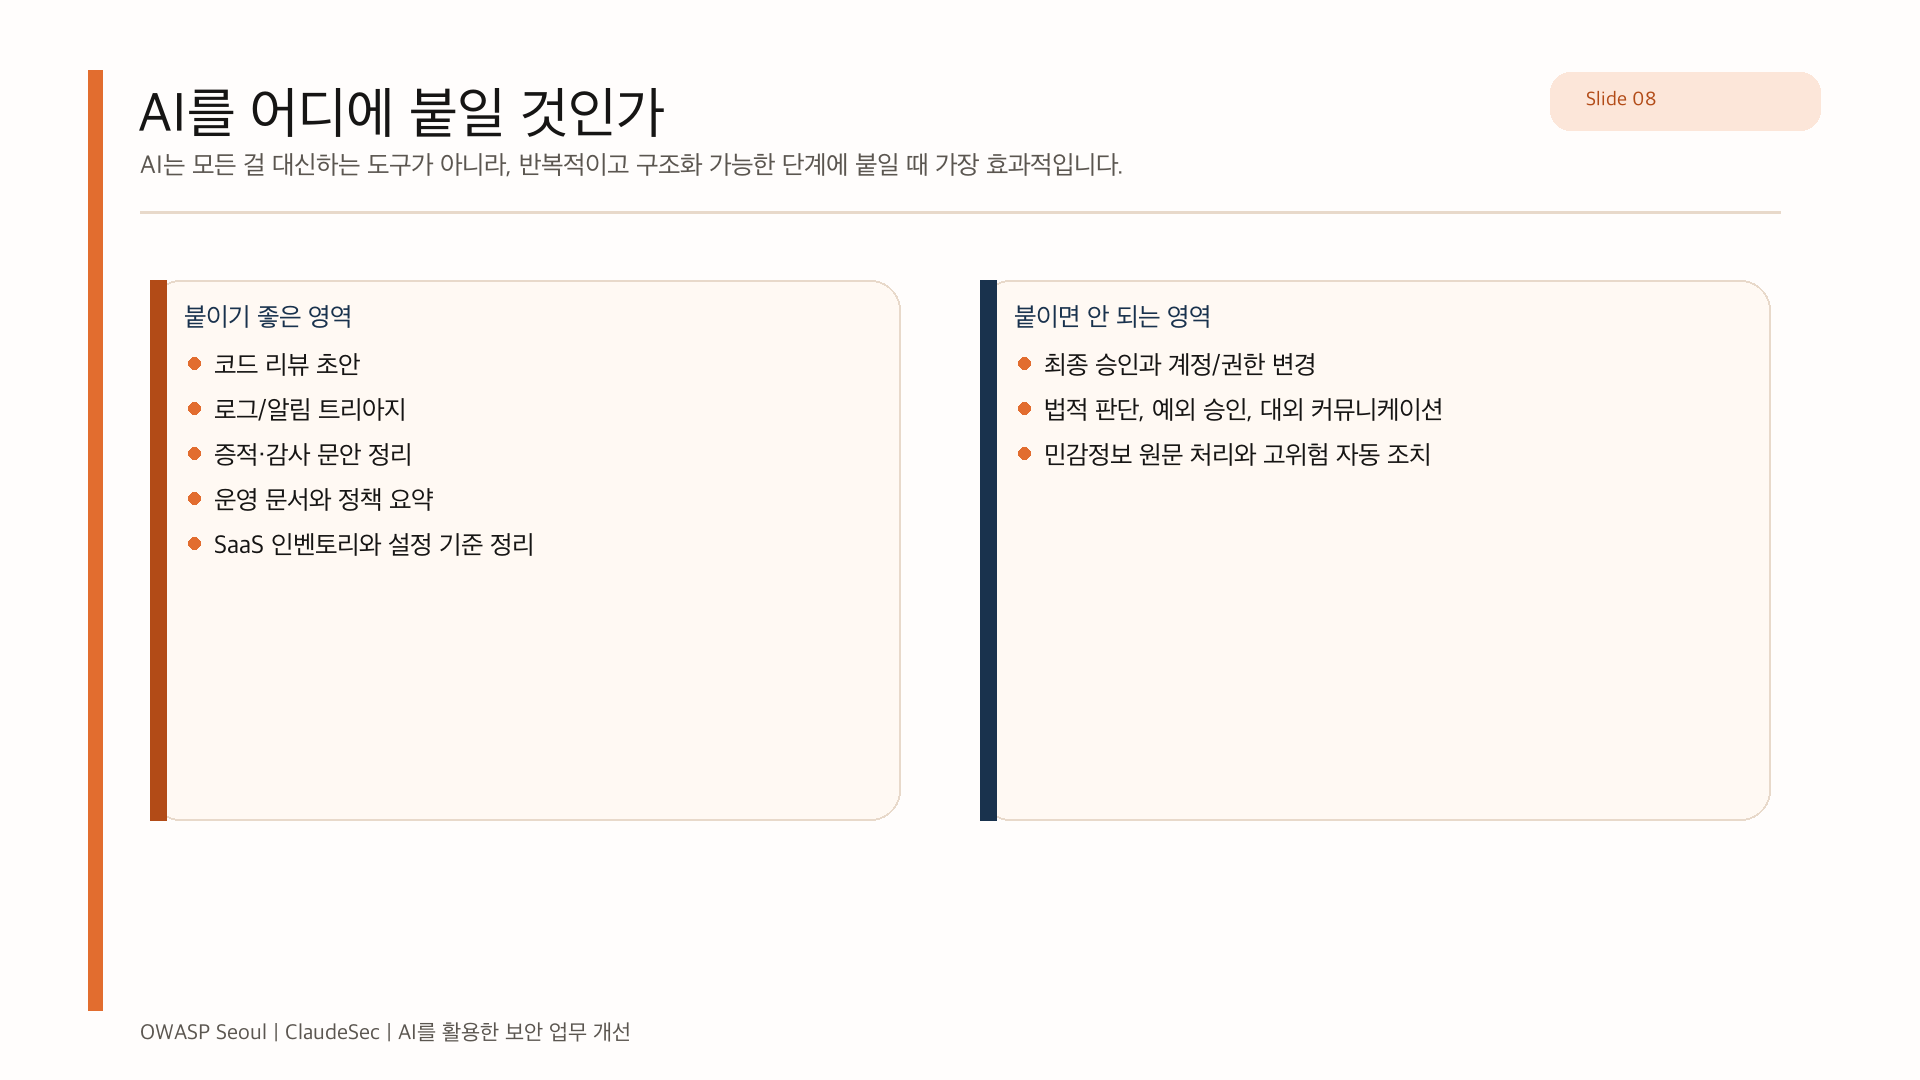 AI를 어디에 붙일 것인가
Slide 08
AI는 모든 걸 대신하는 도구가 아니라, 반복적이고 구조화 가능한 단계에 붙일 때 가장 효과적입니다.
붙이기 좋은 영역
코드 리뷰 초안
로그/알림 트리아지
증적·감사 문안 정리
운영 문서와 정책 요약
SaaS 인벤토리와 설정 기준 정리
붙이면 안 되는 영역
최종 승인과 계정/권한 변경
법적 판단, 예외 승인, 대외 커뮤니케이션
민감정보 원문 처리와 고위험 자동 조치
OWASP Seoul | ClaudeSec | AI를 활용한 보안 업무 개선